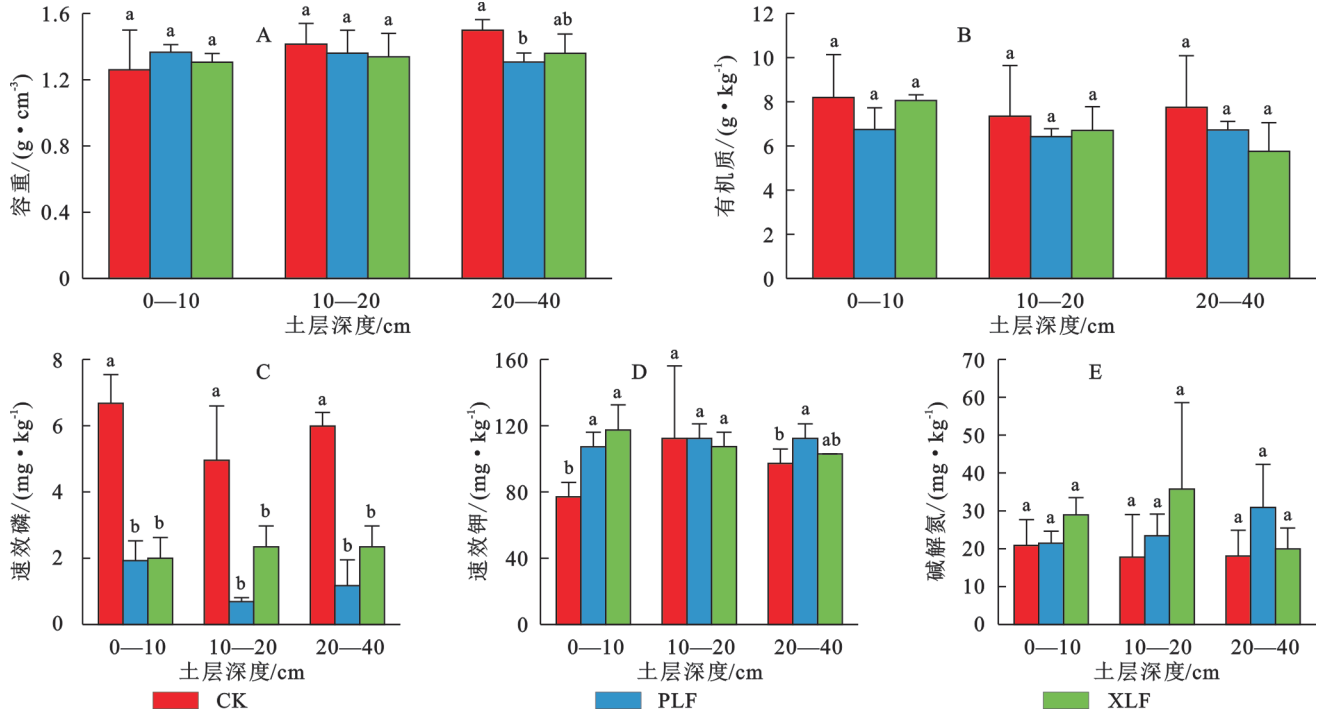 A
容重/(g·cm⁻³)
1.6
1.2
0.8
0.4
0
a a a
a a a
a b ab
0—10 10—20 20—40
土层深度/cm
B
有机质/(g·kg⁻¹)
12
10
8
6
4
2
0
a a a
a a a
a a a
0—10 10—20 20—40
土层深度/cm
C
速效磷/(mg·kg⁻¹)
8
6
4
2
0
a b b
a b b
a b b
0—10 10—20 20—40
土层深度/cm
D
速效钾/(mg·kg⁻¹)
160
120
80
40
0
b a a
a a a
b a ab
0—10 10—20 20—40
土层深度/cm
E
碱解氮/(mg·kg⁻¹)
70
60
50
40
30
20
10
0
a a a
a a a
a a a
0—10 10—20 20—40
土层深度/cm
CK PLF XLF